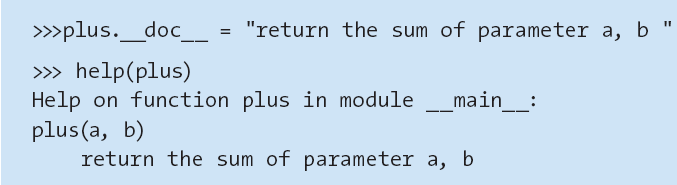 >>>plus.__doc__ = "return the sum of parameter a, b "
>>> help(plus)
Help on function plus in module __main__:
plus(a, b)
    return the sum of parameter a, b